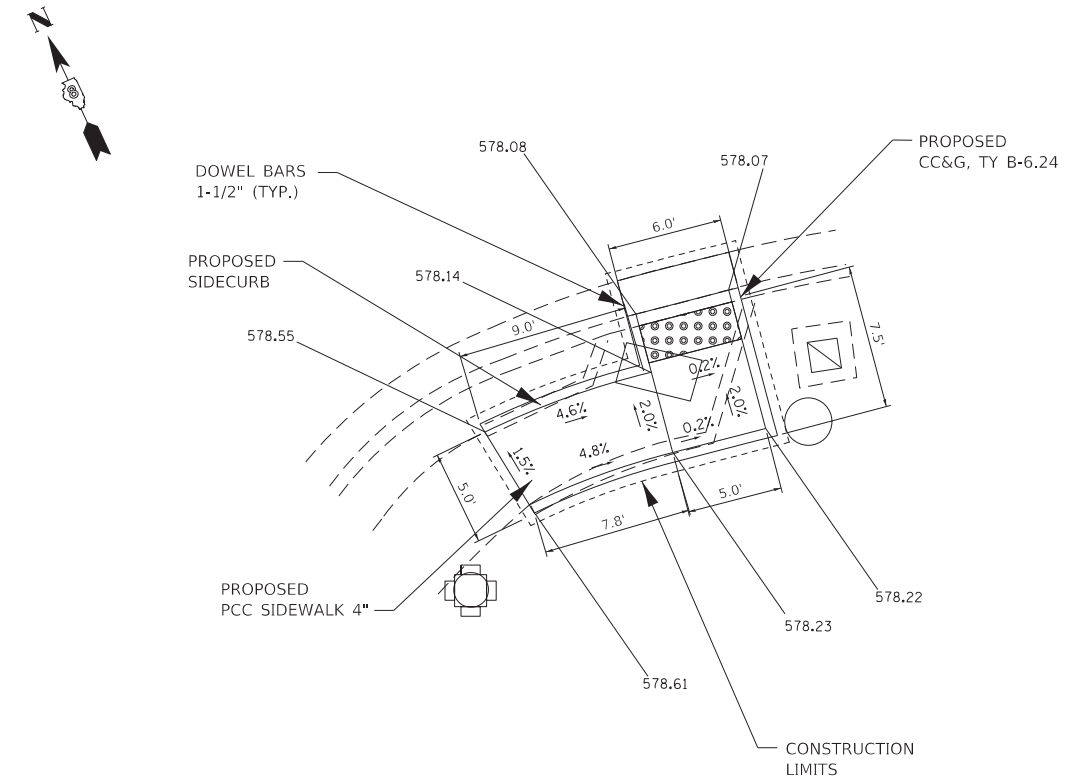 N
578.08
578.07
PROPOSED
CC&G, TY B-6.24
DOWEL BARS
1-1/2" (TYP.)
6.0'
PROPOSED
SIDECURB
578.14
9.0'
578.55
7.5'
0.2%
4.6%
2.0%
2.0%
0.2%
4.8%
1.5%
5.0'
5.0'
7.8'
PROPOSED
PCC SIDEWALK 4"
578.22
578.23
578.61
CONSTRUCTION
LIMITS